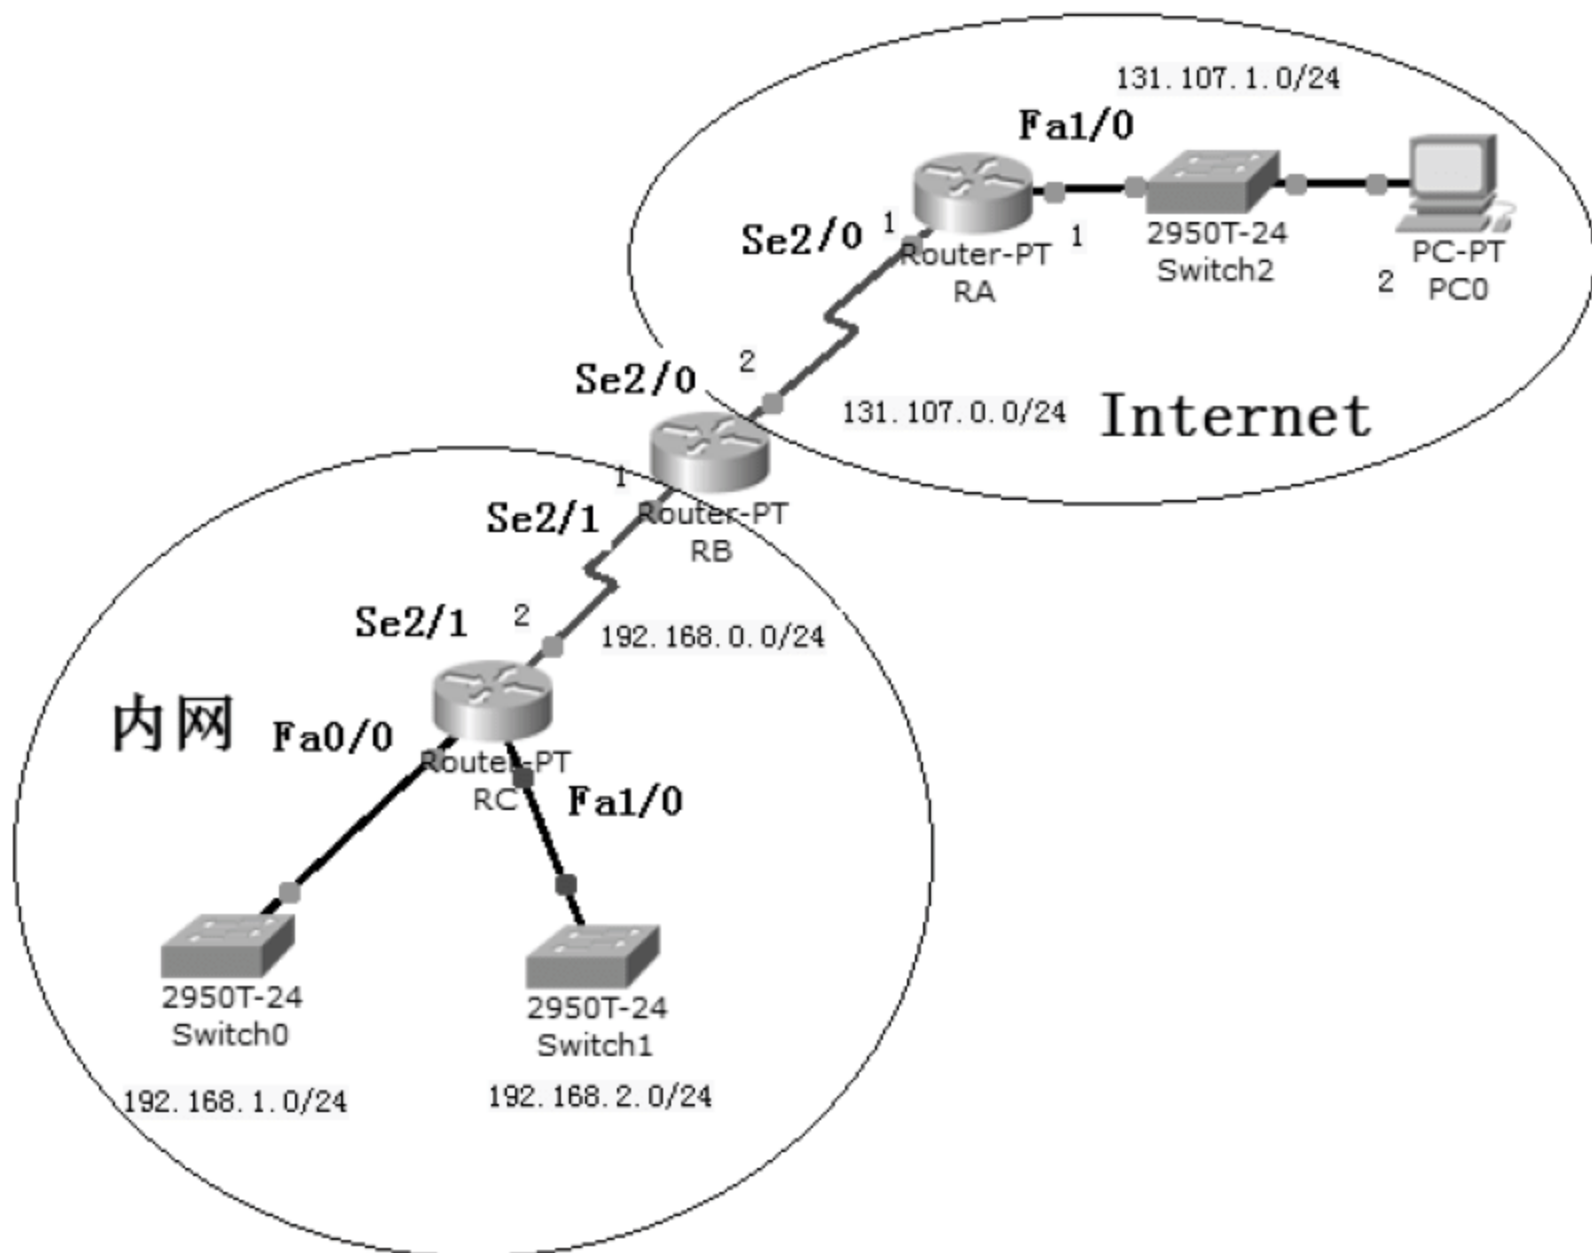 131.107.1.0/24
Fa1/0
Se2/0
1
Router-PT
RA
1
2950T-24
Switch2
2
PC-PT
PC0
Se2/0
2
131.107.0.0/24
Internet
1
Se2/1
Router-PT
RB
Se2/1
2
192.168.0.0/24
内网
Fa0/0
Router-PT
RC
Fa1/0
2950T-24
Switch0
2950T-24
Switch1
192.168.1.0/24
192.168.2.0/24